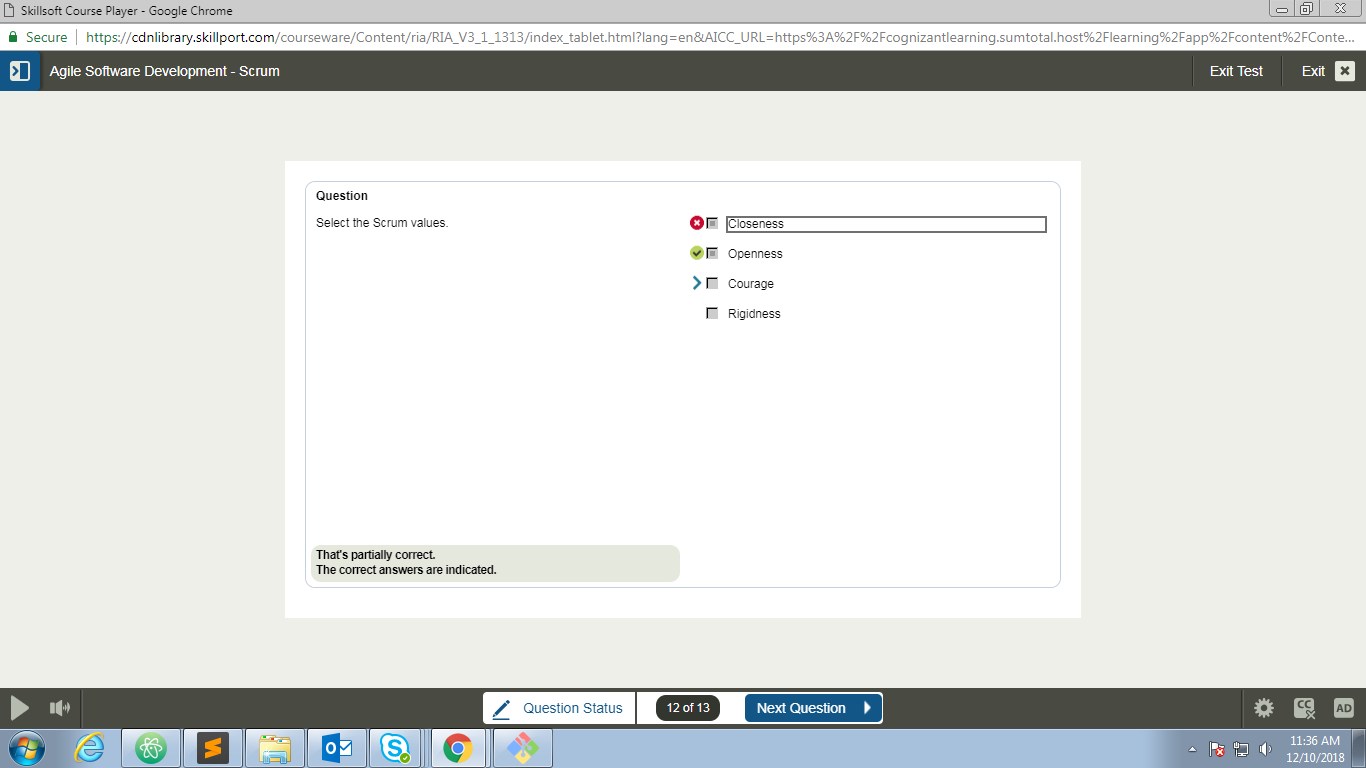 Skillsoft Course Player - Google Chrome
Secure
https://cdnlibrary.skillport.com/courseware/Content/ria/RIA_V3_1_1313/index_tablet.html?lang=en&AICC_URL=https%3A%2F%2Fcognizantlearning.sumtotal.host%2Flearning%2Fapp%2Fcontent%2FConte...
Agile Software Development - Scrum
Exit Test
Exit
Question
Select the Scrum values.
Closeness
Openness
Courage
Rigidness
That's partially correct.
The correct answers are indicated.
Question Status
12 of 13
Next Question
CC
AD
11:36 AM
12/10/2018